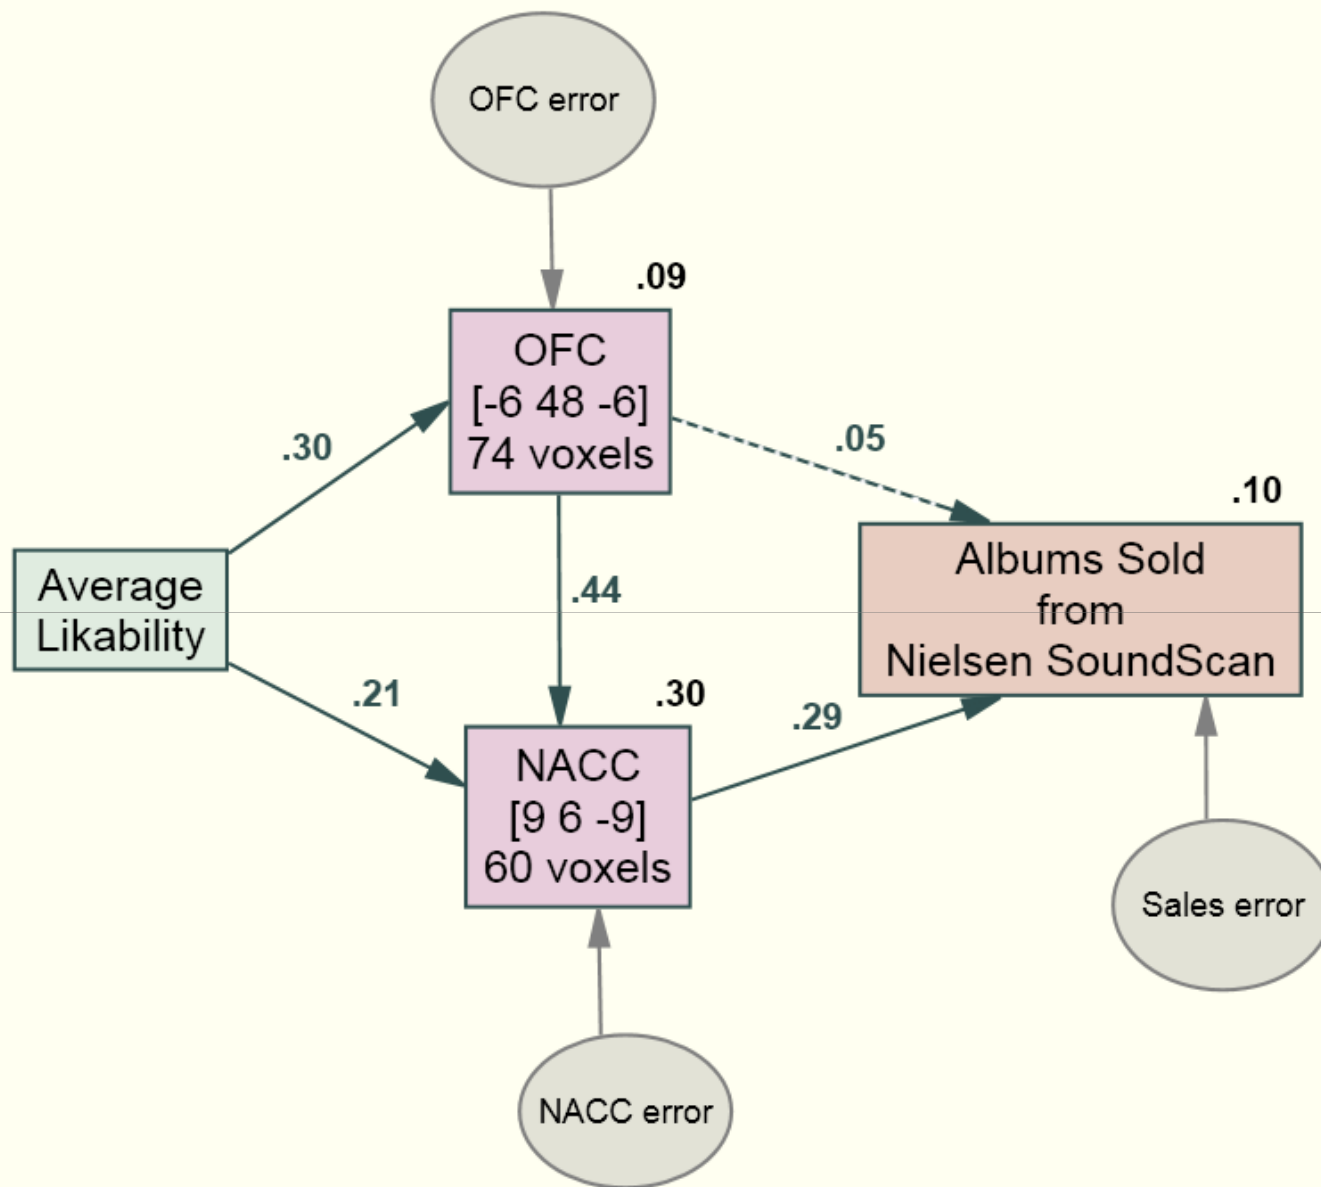 OFC error
.09
OFC
[-6 48 -6]
74 voxels
.30
.05
.10
Average
Likability
.44
Albums Sold
from
Nielsen SoundScan
.21
.30
.29
NACC
[9 6 -9]
60 voxels
Sales error
NACC error